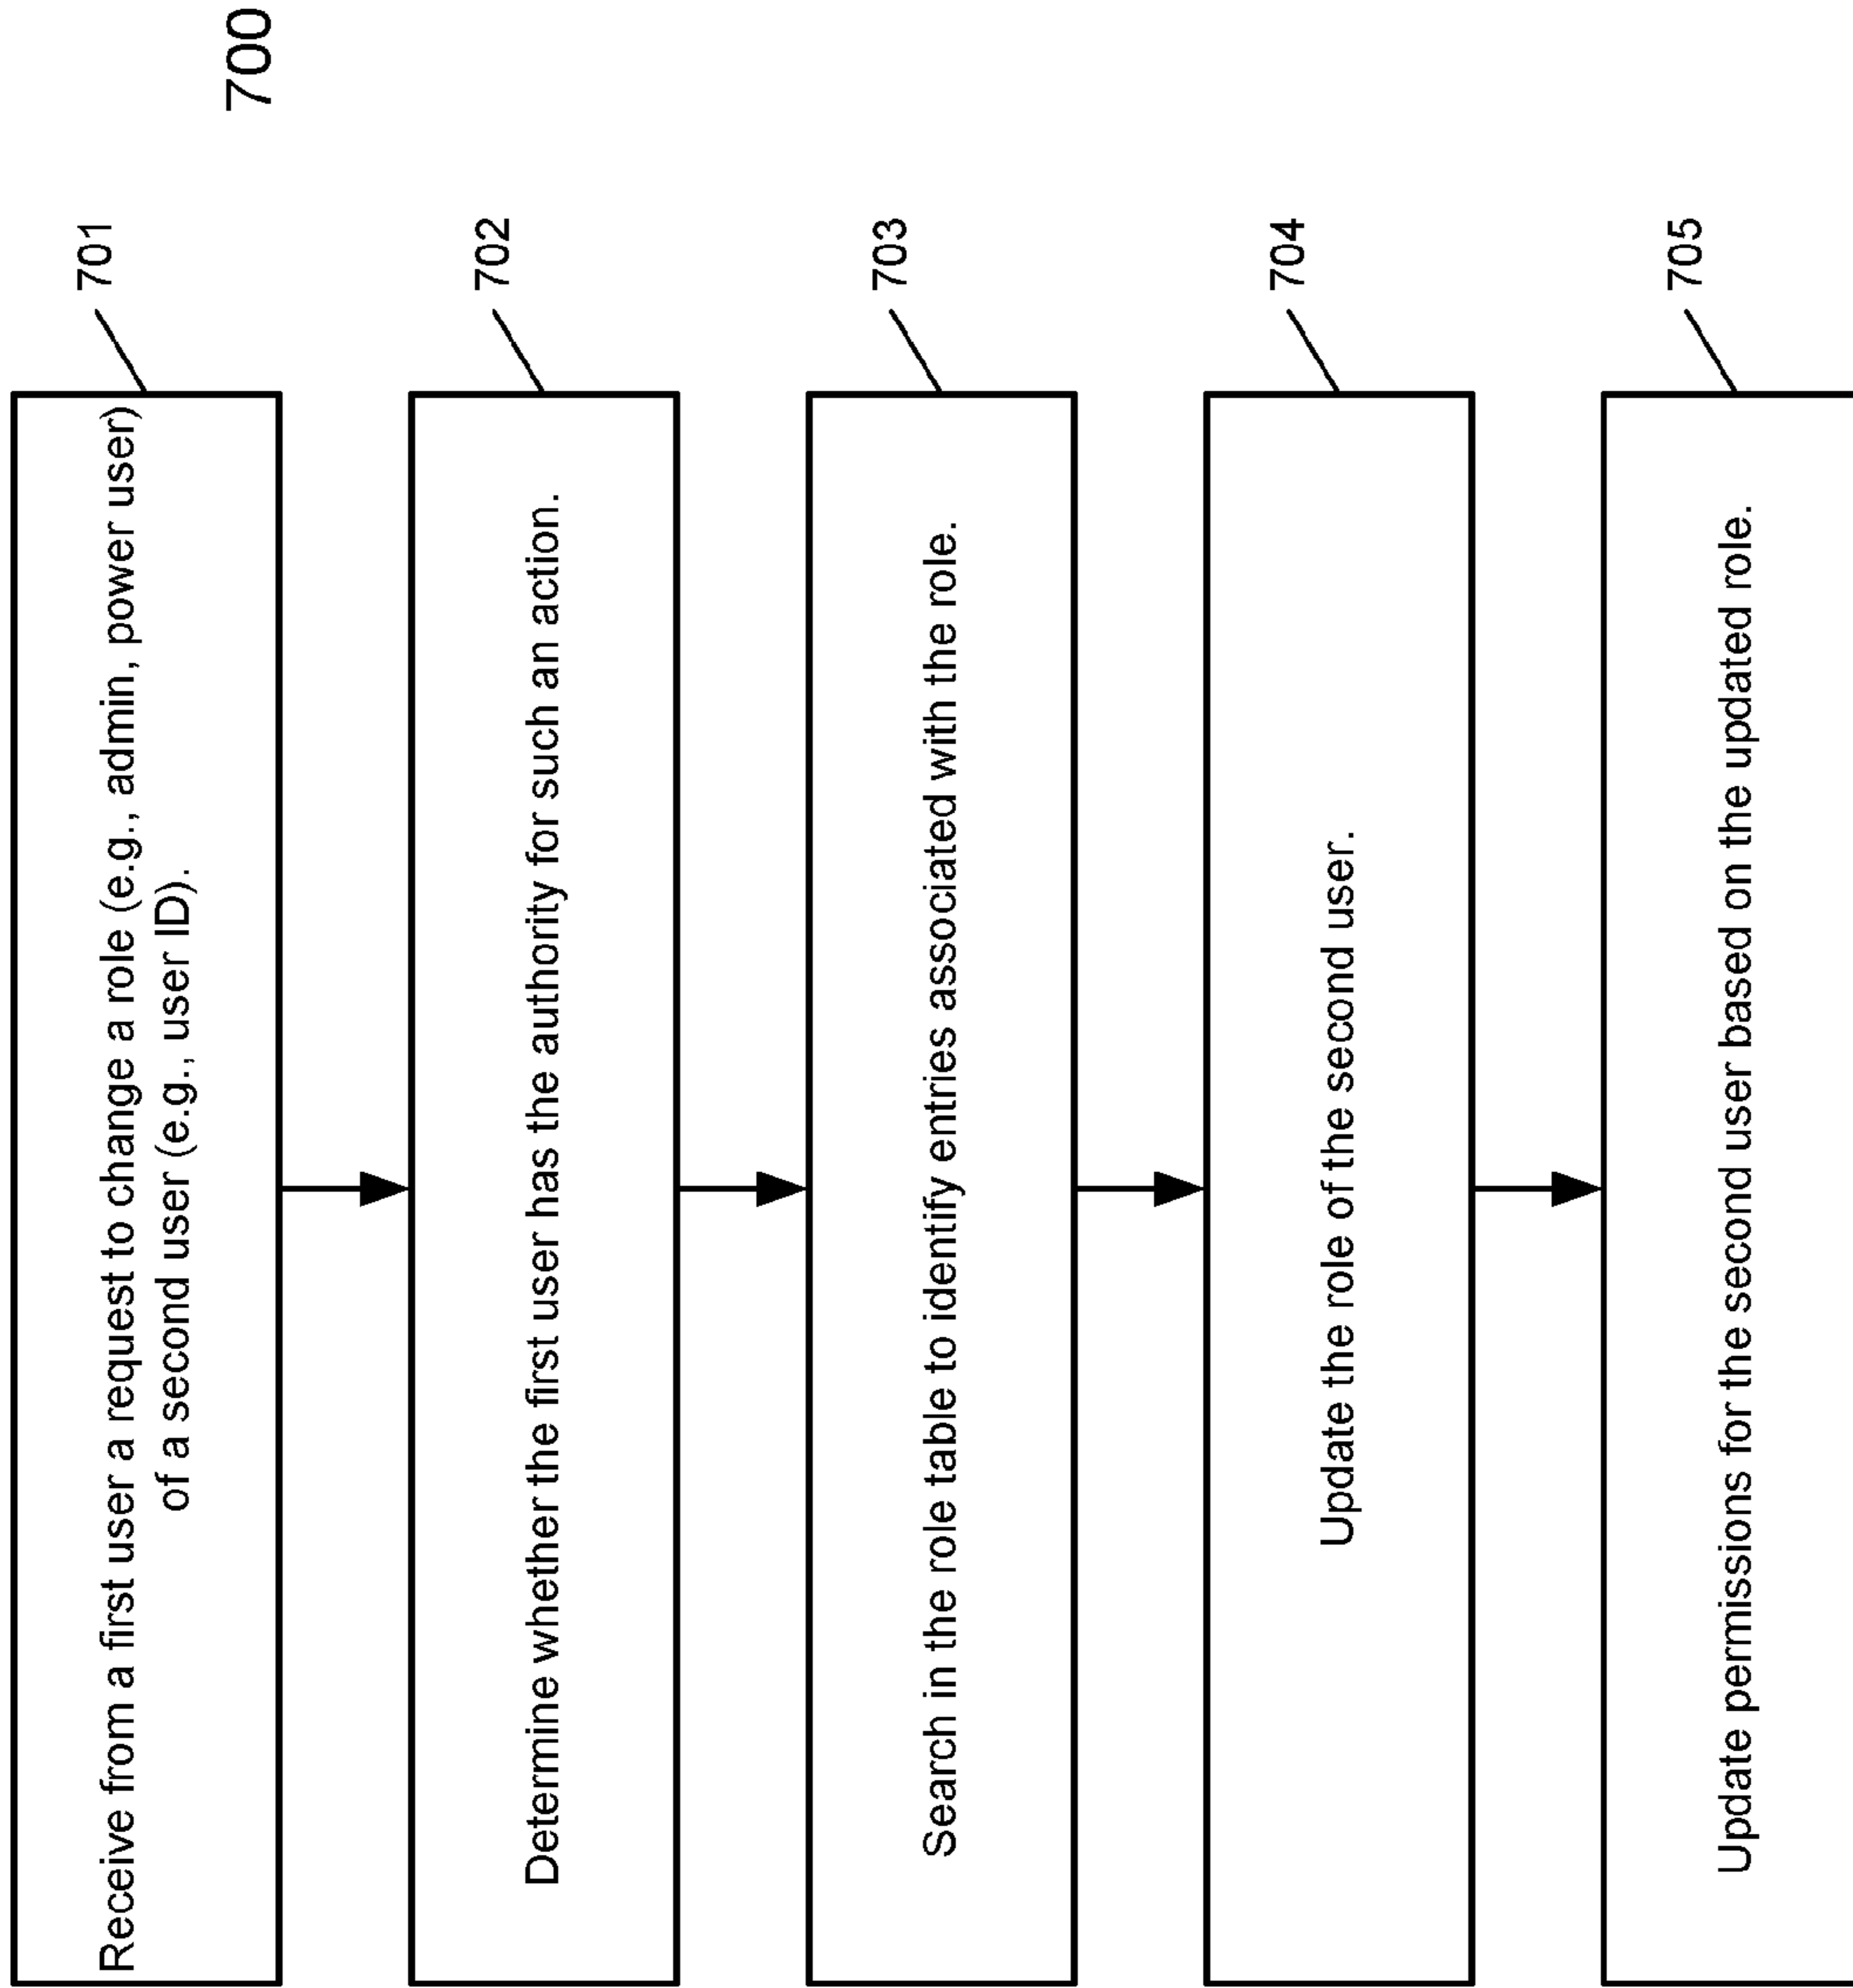 700
701
Receive from a first user a request to change a role (e.g., admin, power user)
of a second user (e.g., user ID).
702
Determine whether the first user has the authority for such an action.
703
Search in the role table to identify entries associated with the role.
704
Update the role of the second user.
705
Update permissions for the second user based on the updated role.